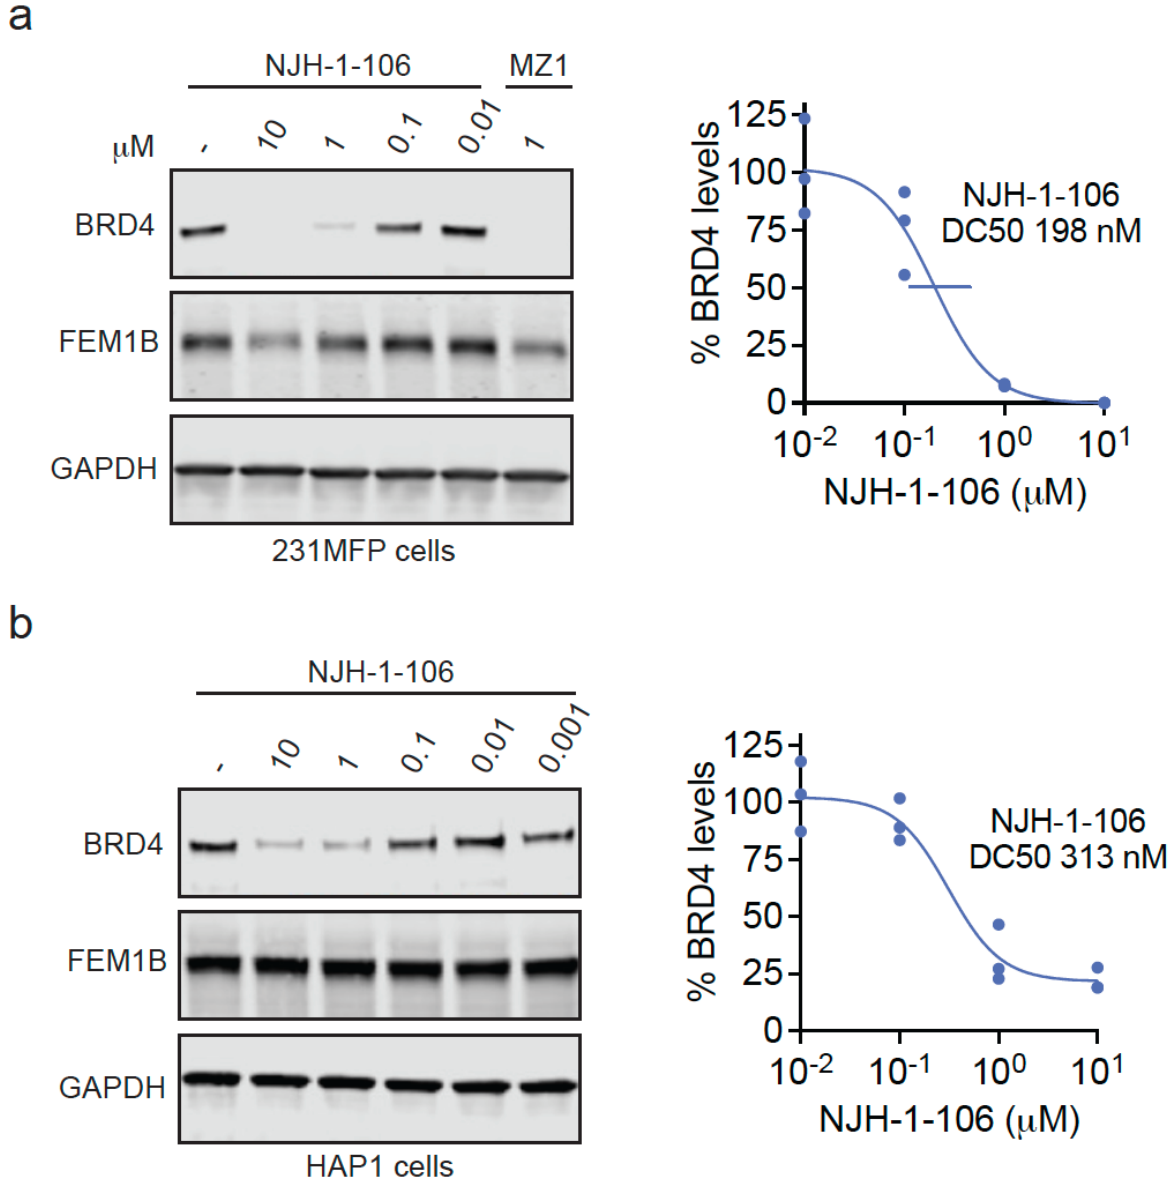 a
NJH-1-106 MZ1
μM - 10 1 0.1 0.01 1
BRD4
FEM1B
GAPDH
231MFP cells
% BRD4 levels
125
100
75
50
25
0
NJH-1-106
DC50 198 nM
10-2 10-1 100 101
NJH-1-106 (μM)
b
NJH-1-106
- 10 1 0.1 0.01 0.001
BRD4
FEM1B
GAPDH
HAP1 cells
% BRD4 levels
125
100
75
50
25
0
NJH-1-106
DC50 313 nM
10-2 10-1 100 101
NJH-1-106 (μM)